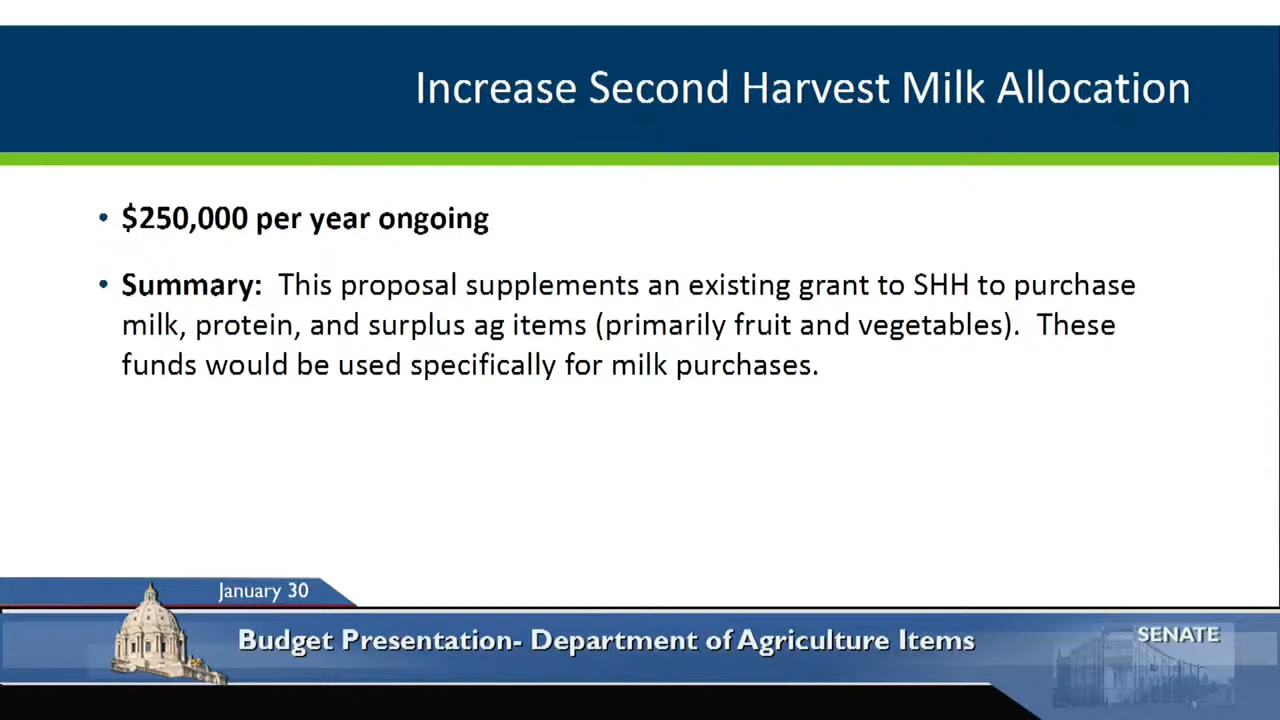 Increase Second Harvest Milk Allocation
• $250,000 per year ongoing
• Summary: This proposal supplements an existing grant to SHH to purchase
milk, protein, and surplus ag items (primarily fruit and vegetables). These
funds would be used specifically for milk purchases.
January 30
Budget Presentation- Department of Agriculture Items
SENATE